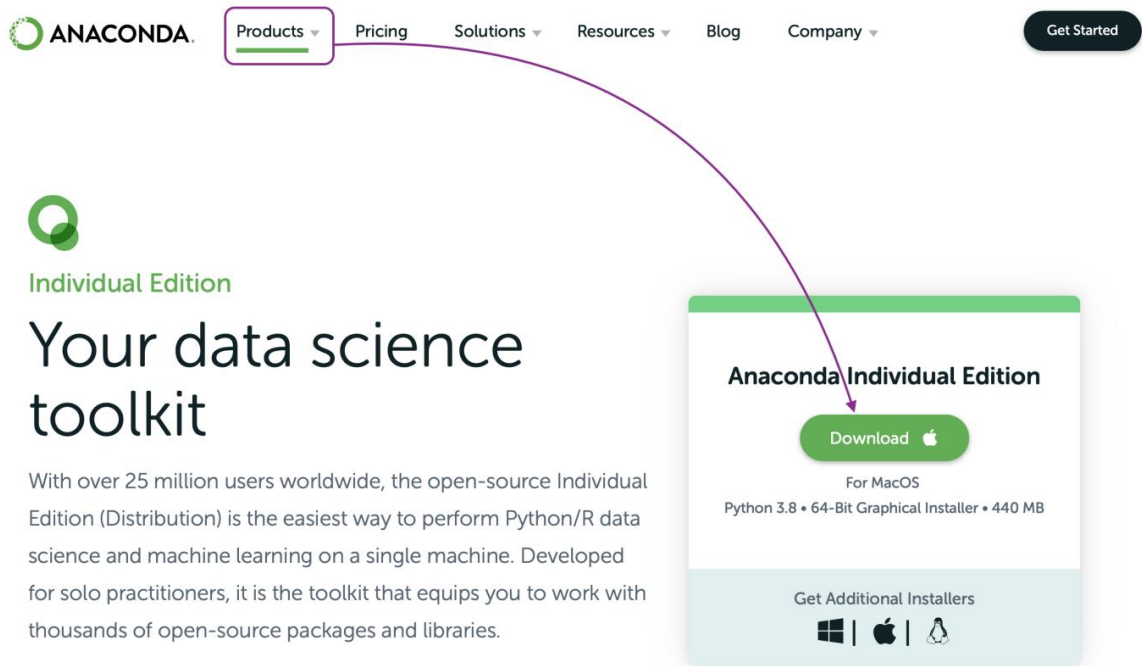 ANACONDA.
Products
Pricing
Solutions
Resources
Blog
Company
Get Started
Individual Edition
Your data science
toolkit
With over 25 million users worldwide, the open-source Individual
Edition (Distribution) is the easiest way to perform Python/R data
science and machine learning on a single machine. Developed
for solo practitioners, it is the toolkit that equips you to work with
thousands of open-source packages and libraries.
Anaconda Individual Edition
Download
For MacOS
Python 3.8 • 64-Bit Graphical Installer • 440 MB
Get Additional Installers
| |